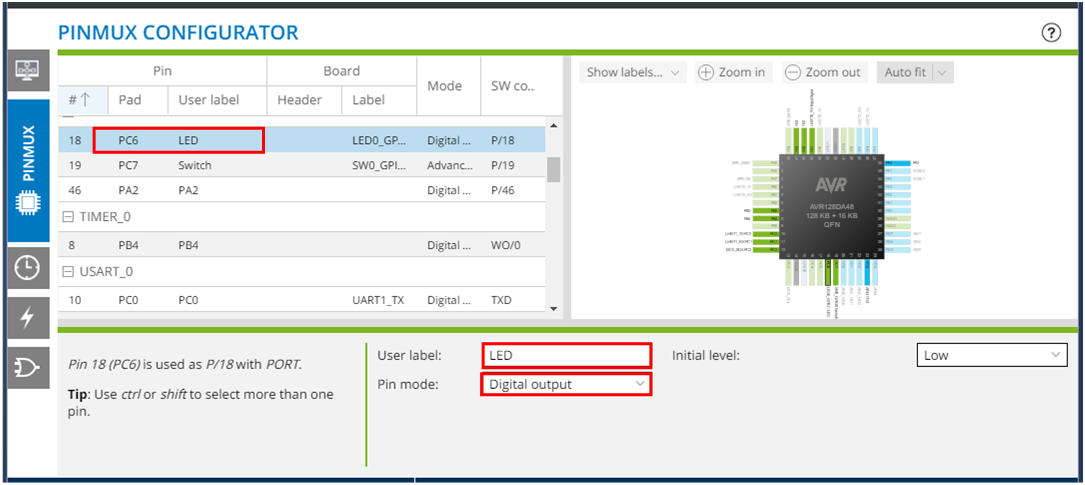 PINMUX CONFIGURATOR
?
PINMUX
Pin Board Mode SW co..
# Pad User label Header Label
18 PC6 LED LED0_GP... Digital ... P/18
19 PC7 Switch SW0_GPI... Advanc... P/19
46 PA2 PA2 Digital ... P/46
TIMER_0
8 PB4 PB4 Digital ... WO/0
USART_0
10 PC0 PC0 UART1_TX Digital ... TXD
Show labels... Zoom in Zoom out Auto fit
AVR
AVR128DA48
128 KB + 16 KB
QFN
Pin 18 (PC6) is used as P/18 with PORT.
Tip: Use ctrl or shift to select more than one
pin.
User label: LED
Pin mode: Digital output
Initial level: Low